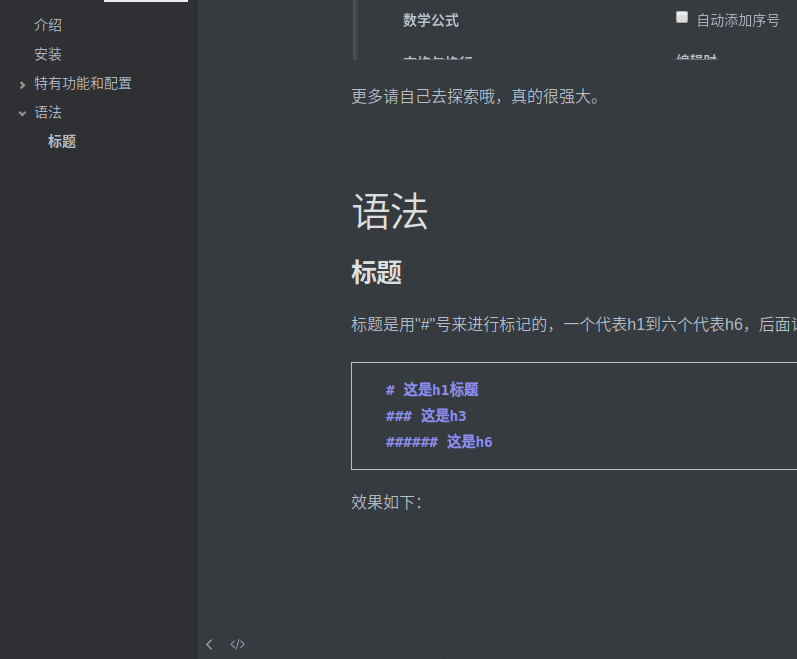 介绍
安装
特有功能和配置
语法
标题
数学公式
自动添加序号
更多请自己去探索哦，真的很强大。
语法
标题
标题是用"#"号来进行标记的，一个代表h1到六个代表h6，后面
# 这是h1标题
### 这是h3
###### 这是h6
效果如下：